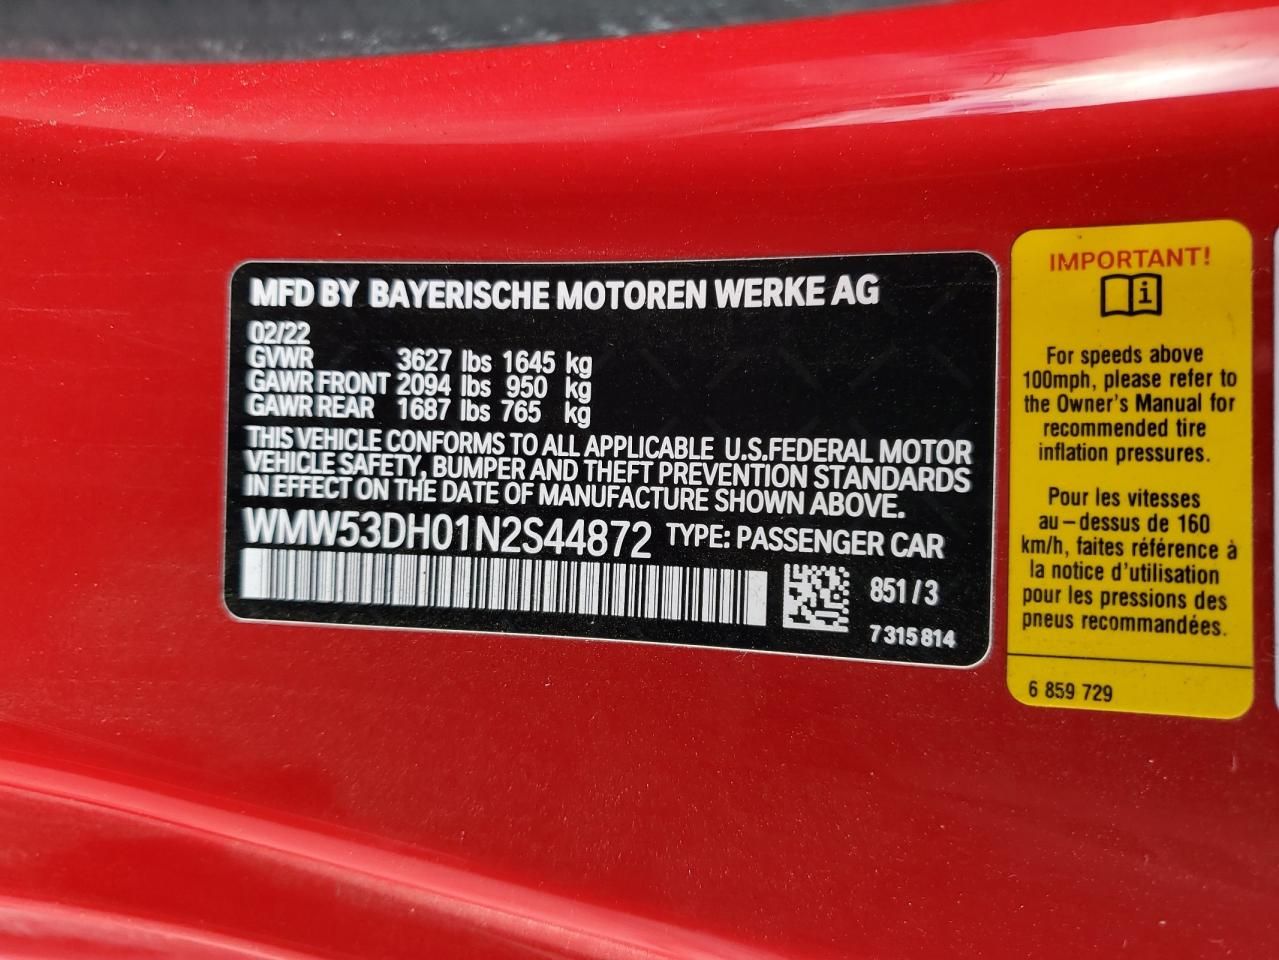 MFD BY BAYERISCHE MOTOREN WERKE AG
02/22
GVWR 3627 lbs 1645 kg
GAWR FRONT 2094 lbs 950 kg
GAWR REAR 1687 lbs 765 kg
THIS VEHICLE CONFORMS TO ALL APPLICABLE U.S.FEDERAL MOTOR
VEHICLE SAFETY, BUMPER AND THEFT PREVENTION STANDARDS
IN EFFECT ON THE DATE OF MANUFACTURE SHOWN ABOVE.
WMW53DH01N2S44872 TYPE: PASSENGER CAR
851/3
7315814
IMPORTANT!
For speeds above
100mph, please refer to
the Owner's Manual for
recommended tire
inflation pressures.
Pour les vitesses
au-dessus de 160
km/h, faites référence à
la notice d'utilisation
pour les pressions des
pneus recommandées.
6 859 729